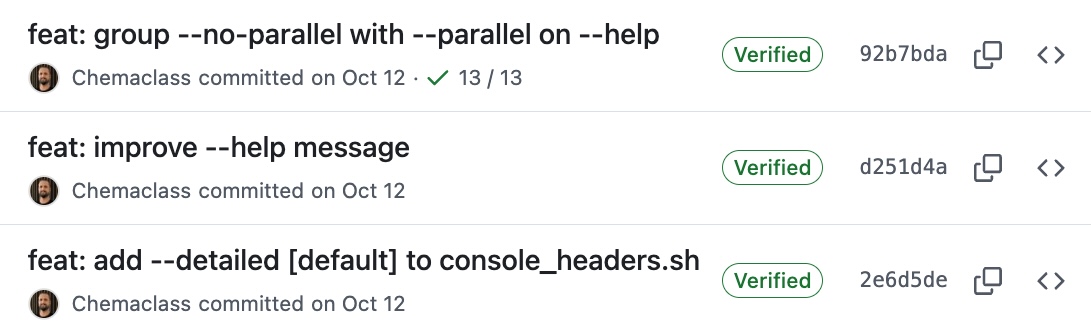 feat: group --no-parallel with --parallel on --help
Verified 92b7bda
Chemaclass committed on Oct 12 · ✓ 13 / 13
feat: improve --help message
Verified d251d4a
Chemaclass committed on Oct 12
feat: add --detailed [default] to console_headers.sh
Verified 2e6d5de
Chemaclass committed on Oct 12